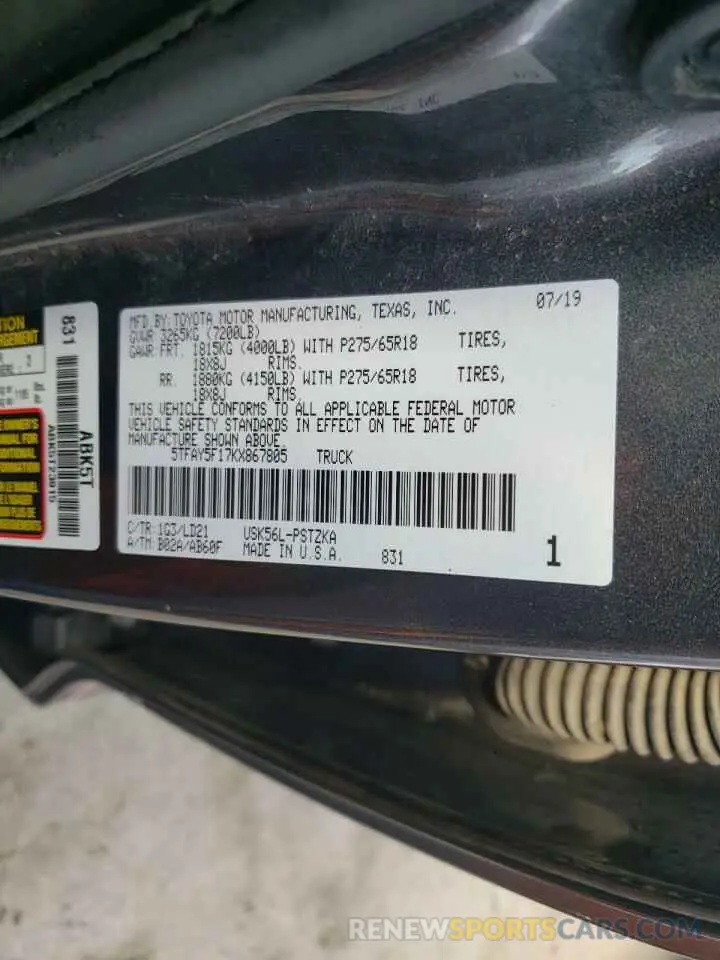 MFD BY: TOYOTA MOTOR MANUFACTURING, TEXAS, INC. 07/19
GVWR 3265KG (7200LB)
GAWR FRT. 1815KG (4000LB) WITH P275/65R18 TIRES,
18X8J RIMS.
RR. 1880KG (4150LB) WITH P275/65R18 TIRES,
18X8J RIMS.
THIS VEHICLE CONFORMS TO ALL APPLICABLE FEDERAL MOTOR
VEHICLE SAFETY STANDARDS IN EFFECT ON THE DATE OF
MANUFACTURE SHOWN ABOVE.
5TFAY5F17KX867805 TRUCK
C/TR: 1G3/LD21 USK56L-PSTZKA
A/TM: B02A/AB60F MADE IN U.S.A. 831 1
831
ABK5T
RENEWSPORTSCARS.COM